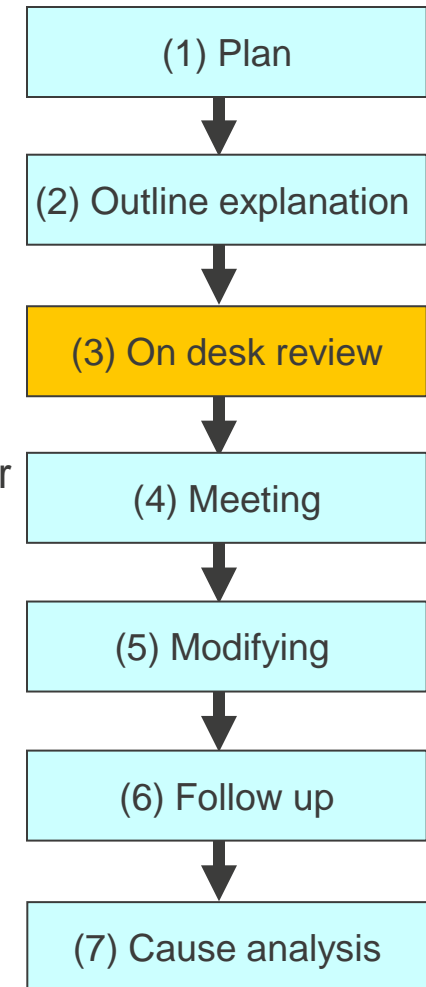 (1) Plan
(2) Outline explanation
(3) On desk review
r
(4) Meeting
(5) Modifying
(6) Follow up
(7) Cause analysis